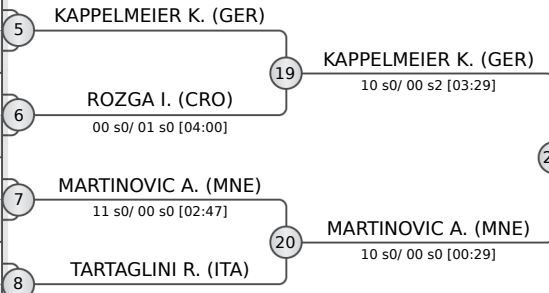 KAPPELMEIER K. (GER)
5
19
KAPPELMEIER K. (GER)
10 s0/ 00 s2 [03:29]
ROZGA I. (CRO)
6
00 s0/ 01 s0 [04:00]
2
MARTINOVIC A. (MNE)
7
11 s0/ 00 s0 [02:47]
20
MARTINOVIC A. (MNE)
10 s0/ 00 s0 [00:29]
TARTAGLINI R. (ITA)
8